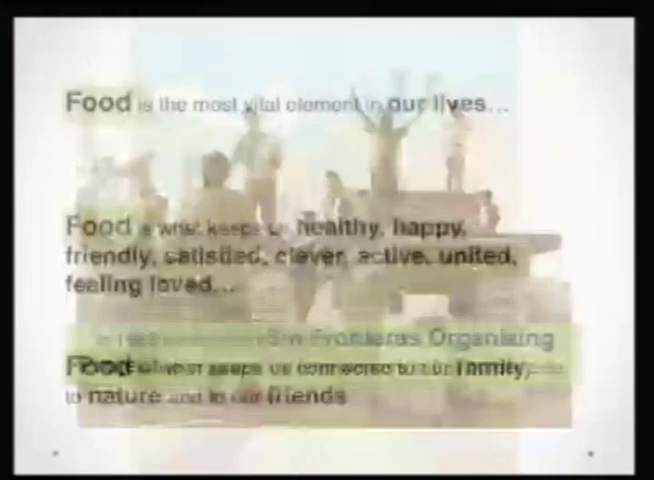 Food is the most vital element in our lives...
Food is what keeps us healthy, happy,
friendly, satisfied, clever, active, united,
feeling loved...
Sin Fronteras Organising
Food is what keeps us connected to our family,
to nature and to our friends